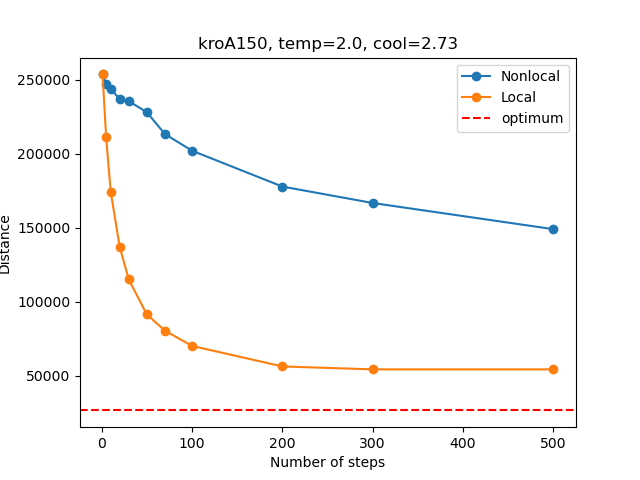 kroA150, temp=2.0, cool=2.73
Nonlocal
Local
optimum
Distance
250000
200000
150000
100000
50000
0
100
200
300
400
500
Number of steps